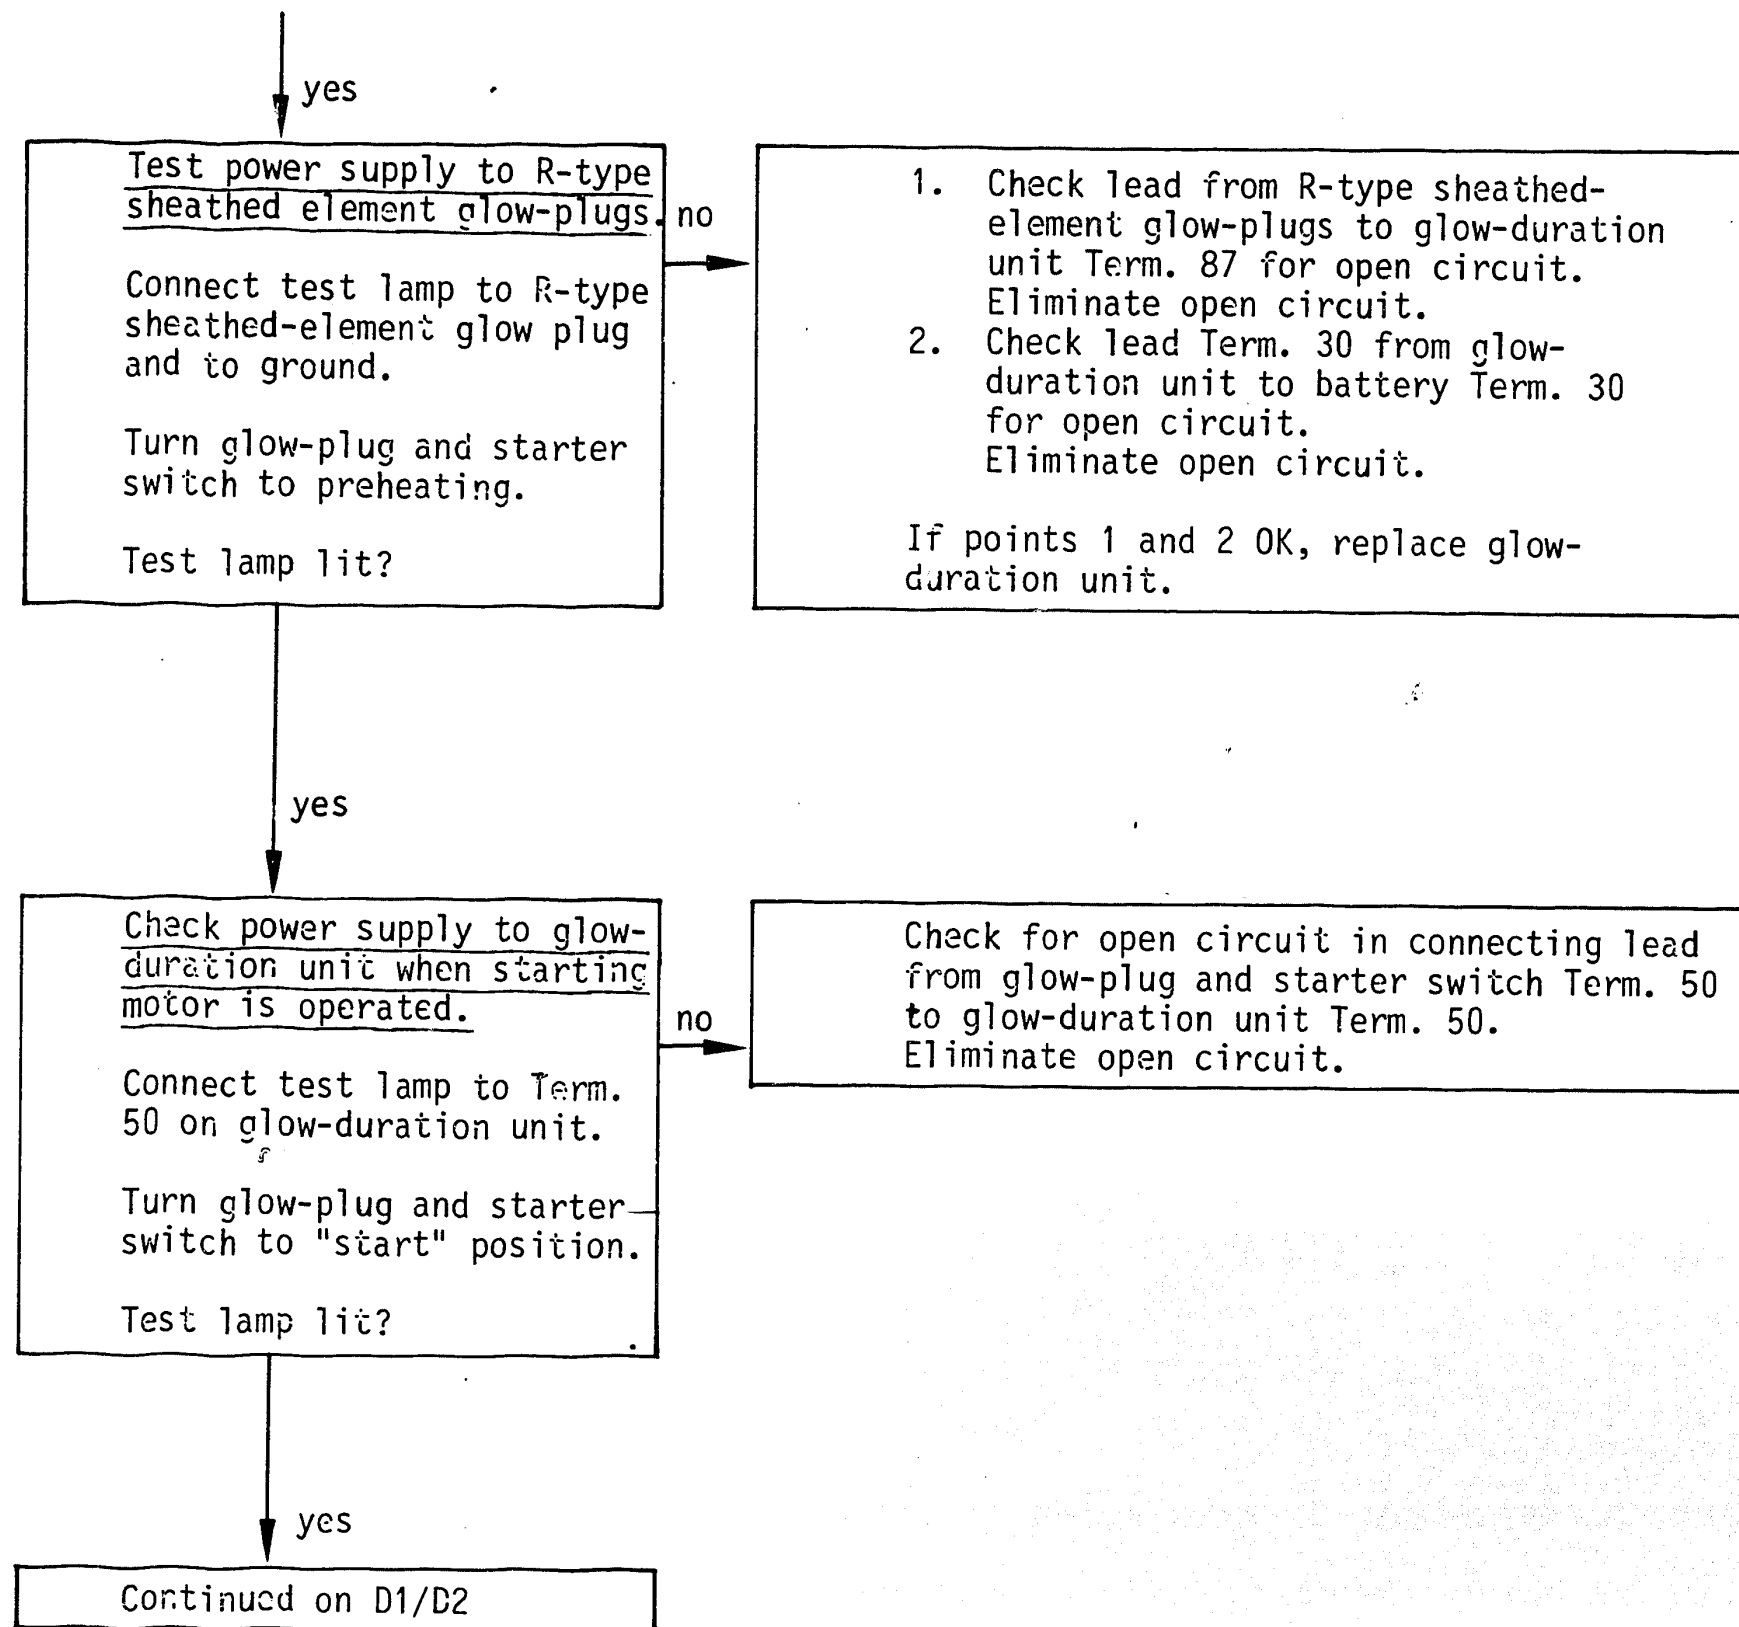 yes
Test power supply to R-type
sheathed element glow-plugs.
no
Connect test lamp to R-type
sheathed-element glow plug
and to ground.
Turn glow-plug and starter
switch to preheating.
Test lamp lit?
1. Check lead from R-type sheathed-
element glow-plugs to glow-duration
unit Term. 87 for open circuit.
Eliminate open circuit.
2. Check lead Term. 30 from glow-
duration unit to battery Term. 30
for open circuit.
Eliminate open circuit.
If points 1 and 2 OK, replace glow-
duration unit.
yes
Check power supply to glow-
duration unit when starting
motor is operated.
no
Connect test lamp to Term.
50 on glow-duration unit.
Turn glow-plug and starter
switch to "start" position.
Test lamp lit?
Check for open circuit in connecting lead
from glow-plug and starter switch Term. 50
to glow-duration unit Term. 50.
Eliminate open circuit.
yes
Continued on D1/D2